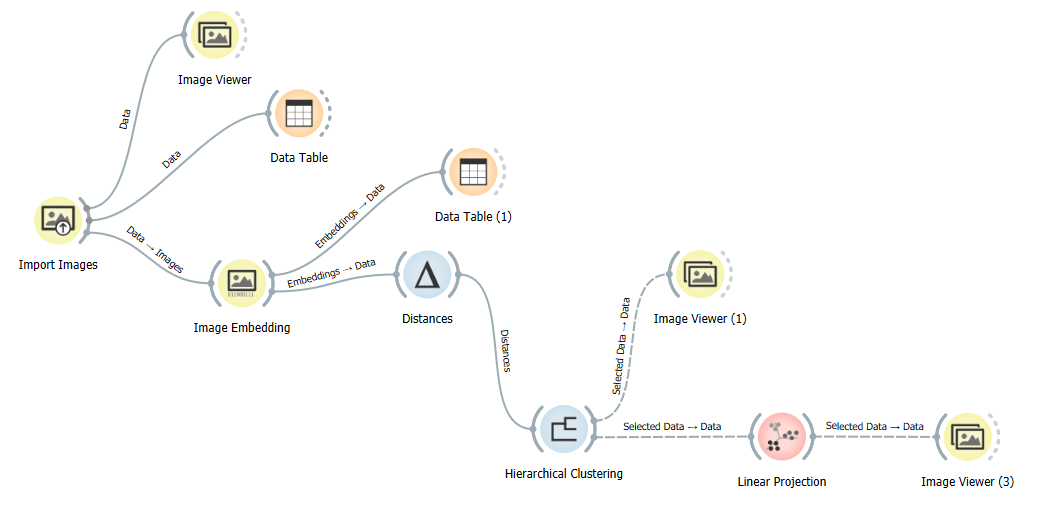 Image Viewer
Data
Data Table
Data
Data Table (1)
Embeddings → Data
Import Images
Data → Images
Embeddings → Data
Image Embedding
Distances
Image Viewer (1)
Selected Data → Data
Distances
Selected Data → Data
Selected Data → Data
Hierarchical Clustering
Linear Projection
Image Viewer (3)